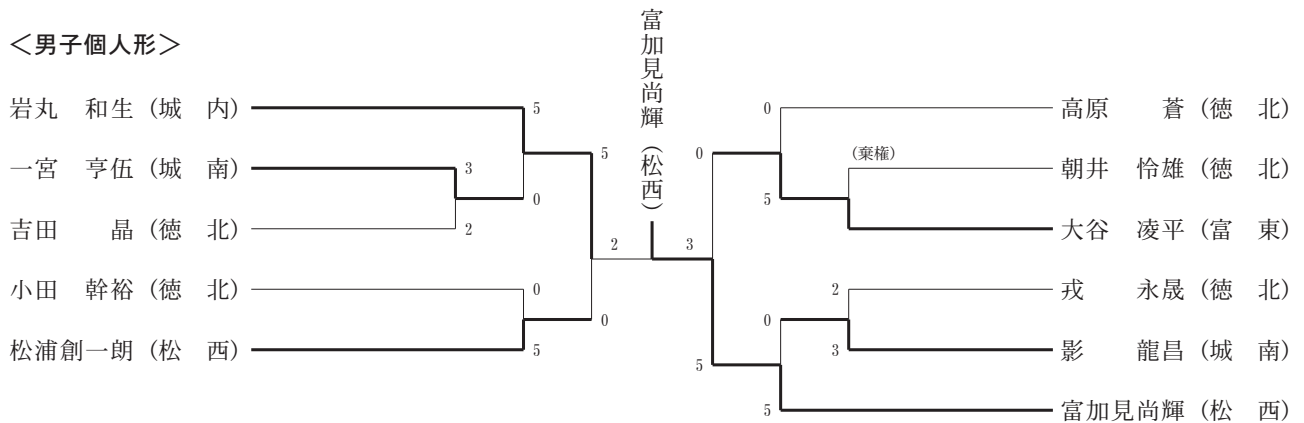 ＜男子個人形＞
富加見尚輝（松西）
岩丸　和生（城　内）
5
一宮　亨伍（城　南）
3
5
0
吉田　　晶（徳　北）
2
2
小田　幹裕（徳　北）
0
0
松浦創一朗（松　西）
5
0
高原　　蒼（徳　北）
0
(棄権)
朝井　怜雄（徳　北）
5
大谷　凌平（富　東）
3
2
戎　　永晟（徳　北）
0
3
影　　龍昌（城　南）
5
5
富加見尚輝（松　西）